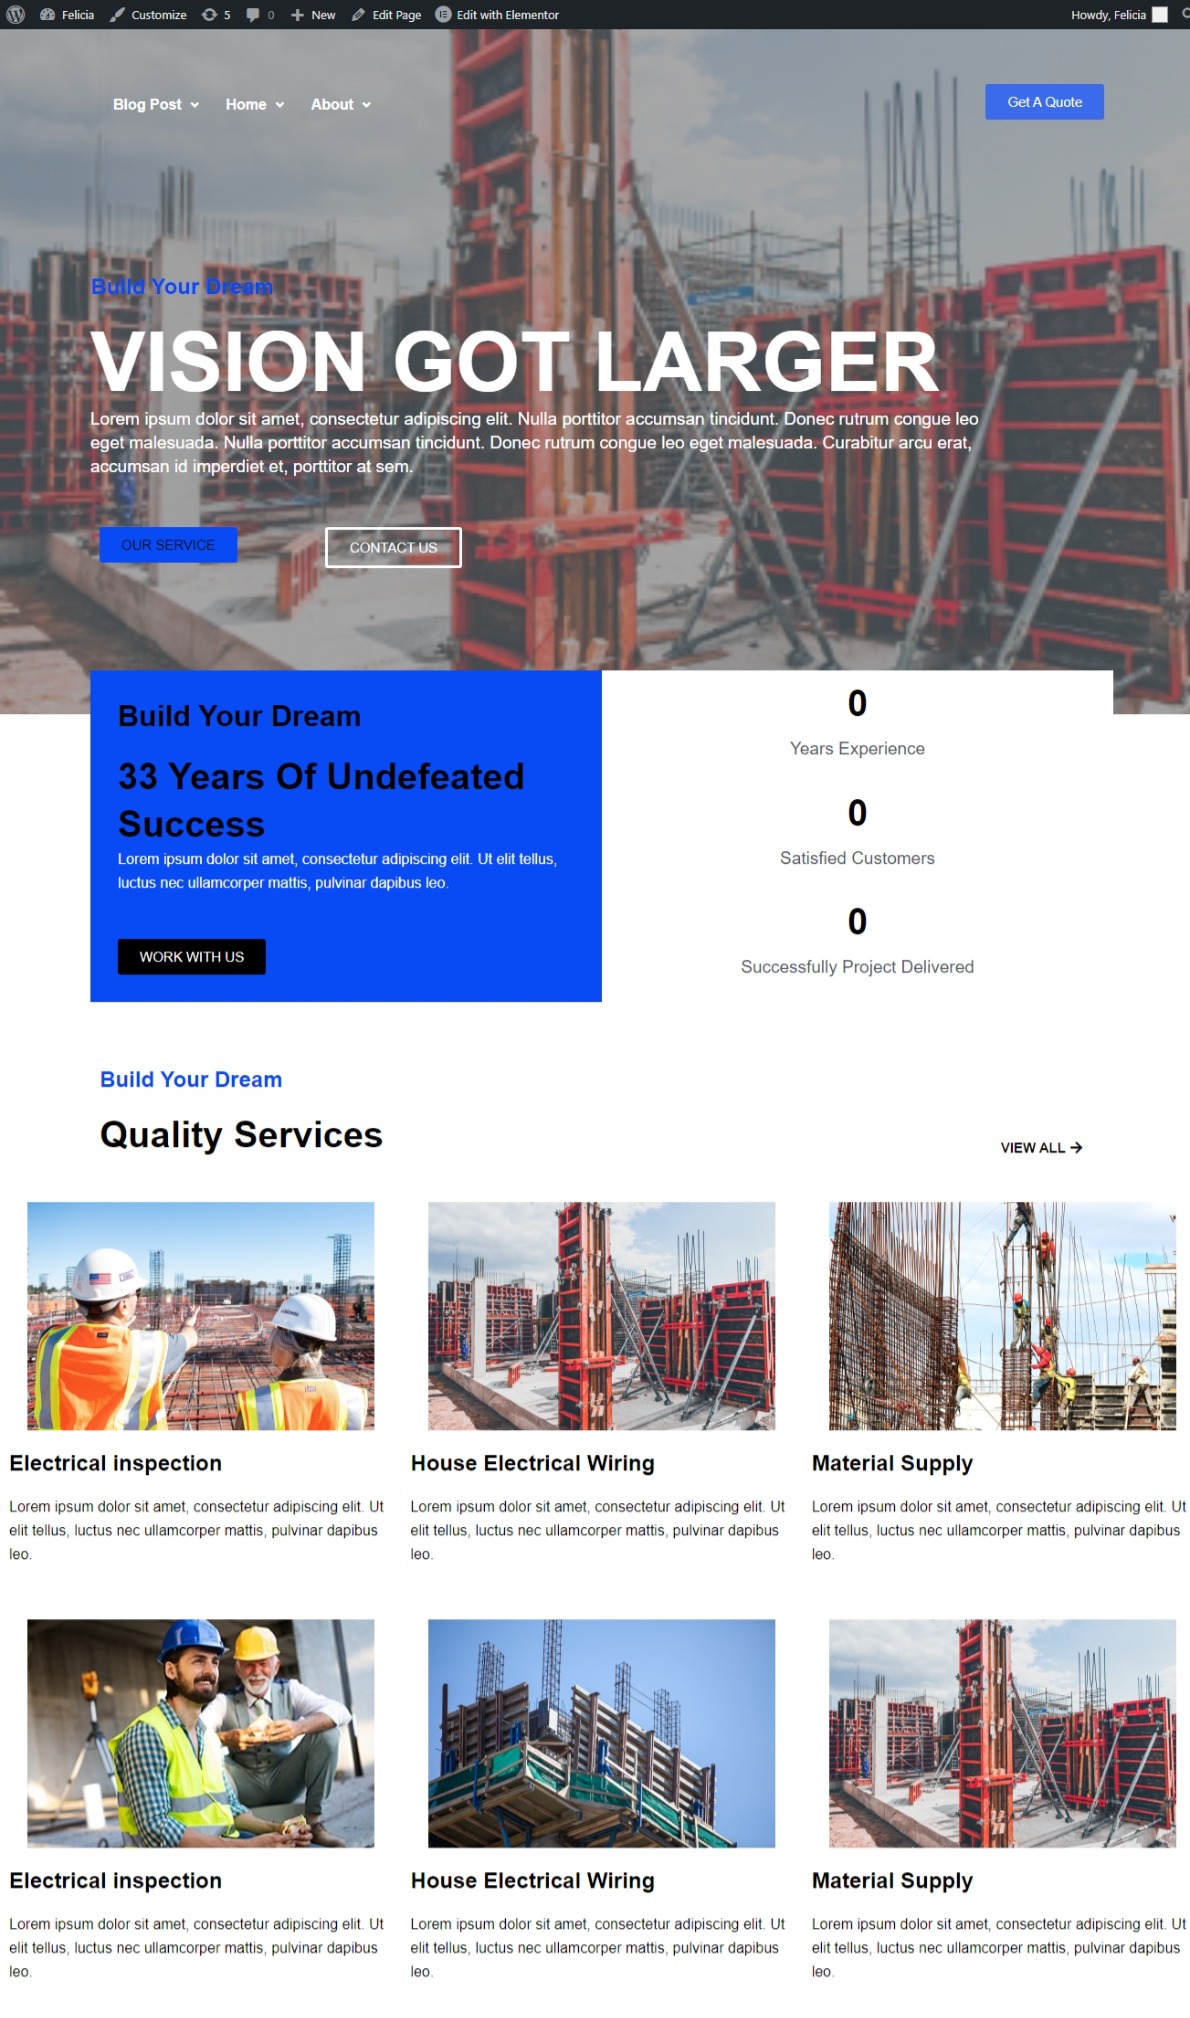 Felicia Customize 5 0 New Edit Page Edit with Elementor Howdy, Felicia
Blog Post Home About Get A Quote
Build Your Dream
VISION GOT LARGER
Lorem ipsum dolor sit amet, consectetur adipiscing elit. Nulla porttitor accumsan tincidunt. Donec rutrum congue leo
eget malesuada. Nulla porttitor accumsan tincidunt. Donec rutrum congue leo eget malesuada. Curabitur arcu erat,
accumsan id imperdiet et, porttitor at sem.
OUR SERVICE CONTACT US
Build Your Dream
33 Years Of Undefeated
Success
Lorem ipsum dolor sit amet, consectetur adipiscing elit. Ut elit tellus,
luctus nec ullamcorper mattis, pulvinar dapibus leo.
WORK WITH US
0
Years Experience
0
Satisfied Customers
0
Successfully Project Delivered
Build Your Dream
Quality Services
VIEW ALL →
Electrical inspection
Lorem ipsum dolor sit amet, consectetur adipiscing elit. Ut
elit tellus, luctus nec ullamcorper mattis, pulvinar dapibus
leo.
House Electrical Wiring
Lorem ipsum dolor sit amet, consectetur adipiscing elit. Ut
elit tellus, luctus nec ullamcorper mattis, pulvinar dapibus
leo.
Material Supply
Lorem ipsum dolor sit amet, consectetur adipiscing elit. Ut
elit tellus, luctus nec ullamcorper mattis, pulvinar dapibus
leo.
Electrical inspection
Lorem ipsum dolor sit amet, consectetur adipiscing elit. Ut
elit tellus, luctus nec ullamcorper mattis, pulvinar dapibus
leo.
House Electrical Wiring
Lorem ipsum dolor sit amet, consectetur adipiscing elit. Ut
elit tellus, luctus nec ullamcorper mattis, pulvinar dapibus
leo.
Material Supply
Lorem ipsum dolor sit amet, consectetur adipiscing elit. Ut
elit tellus, luctus nec ullamcorper mattis, pulvinar dapibus
leo.